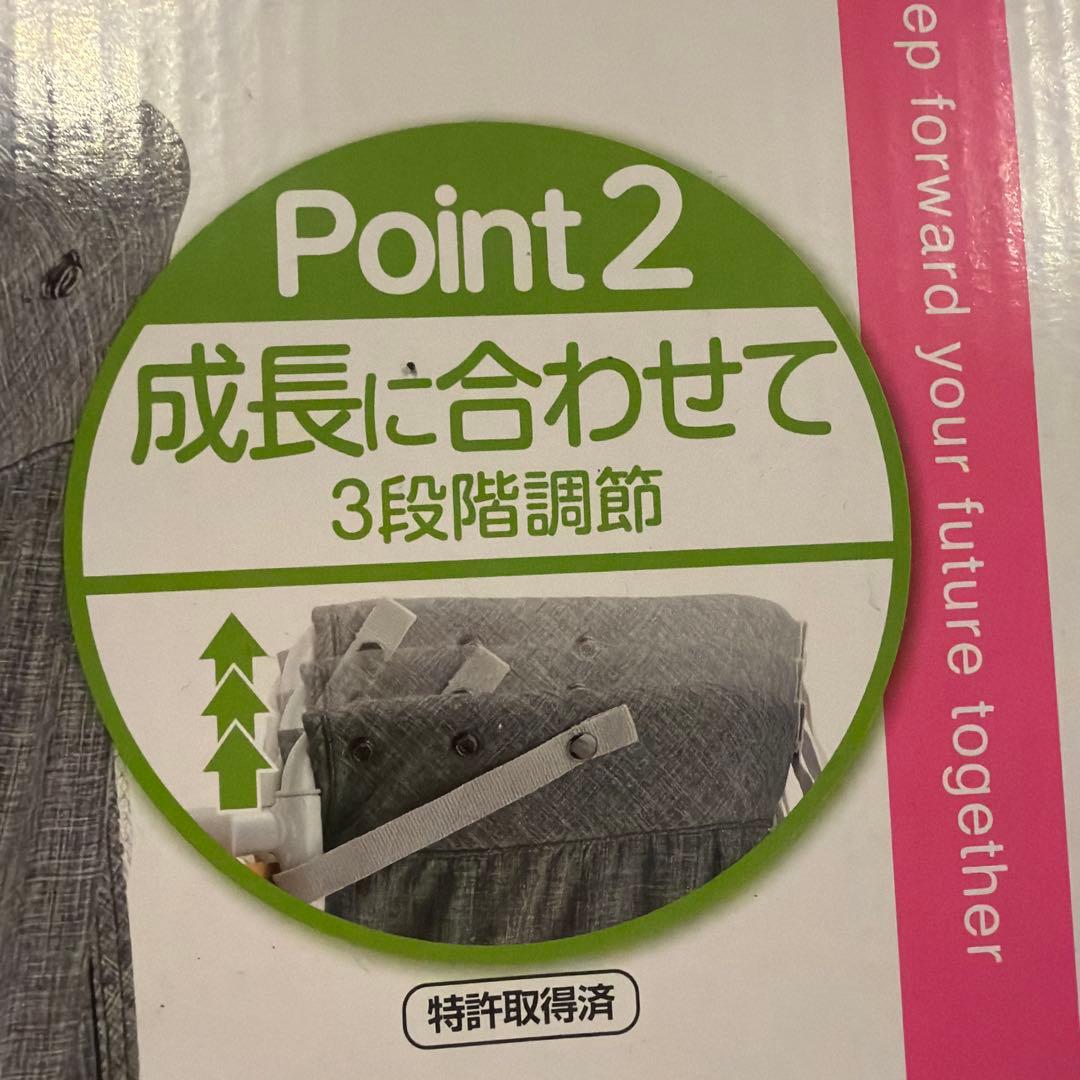 Point 2
成長に合わせて
3段階調節
特許取得済
ep forward your future together